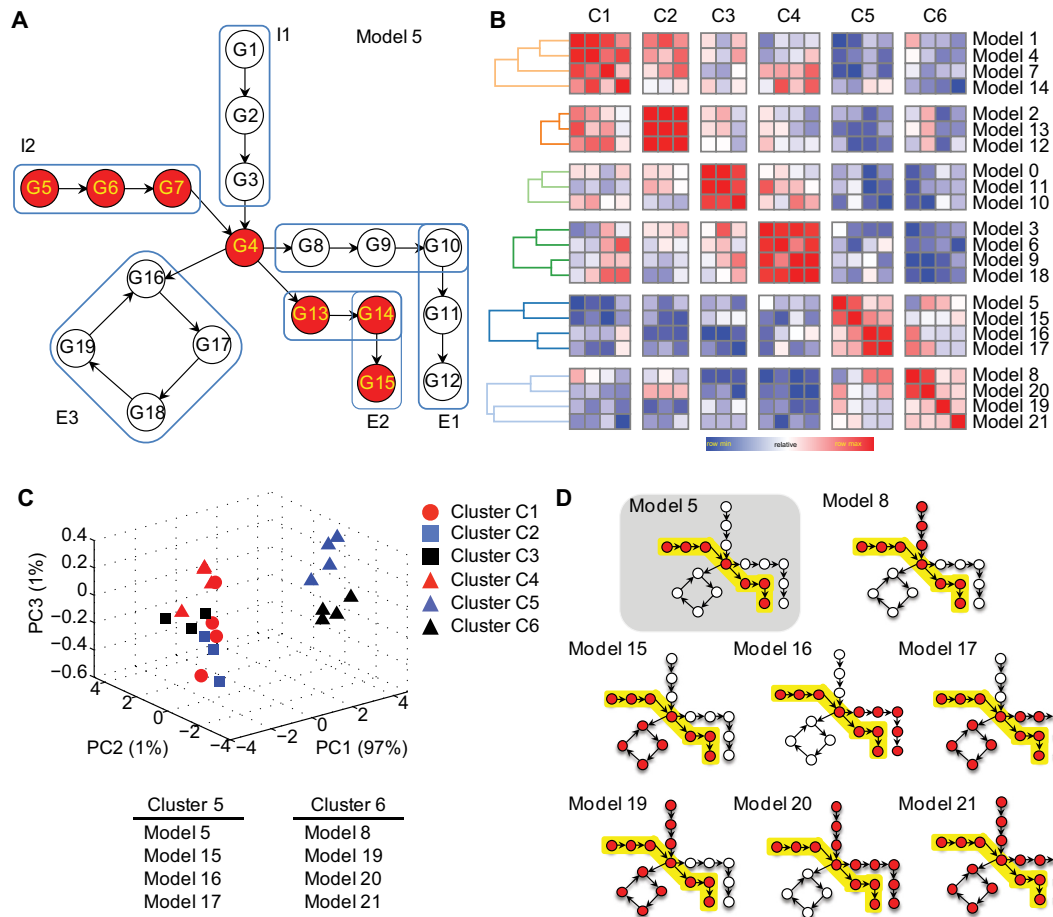 A
I1
Model 5
G1
G2
I2
G3
G5 G6 G7
G4 G8 G9 G10
G16
G13 G14 G11
G19 G17
G15 G12
G18
E3 E2 E1
B
C1 C2 C3 C4 C5 C6
Model 1
Model 4
Model 7
Model 14
Model 2
Model 13
Model 12
Model 0
Model 11
Model 10
Model 3
Model 6
Model 9
Model 18
Model 5
Model 15
Model 16
Model 17
Model 8
Model 20
Model 19
Model 21
row min relative row max
C
PC3 (1%)
0.4
0.2
0
−0.2
−0.4
−0.6
4 2 0 −2 −4
PC2 (1%)
−4 −2 0 2 4
PC1 (97%)
Cluster C1
Cluster C2
Cluster C3
Cluster C4
Cluster C5
Cluster C6
Cluster 5 Cluster 6
Model 5 Model 8
Model 15 Model 19
Model 16 Model 20
Model 17 Model 21
D
Model 5 Model 8
Model 15 Model 16 Model 17
Model 19 Model 20 Model 21